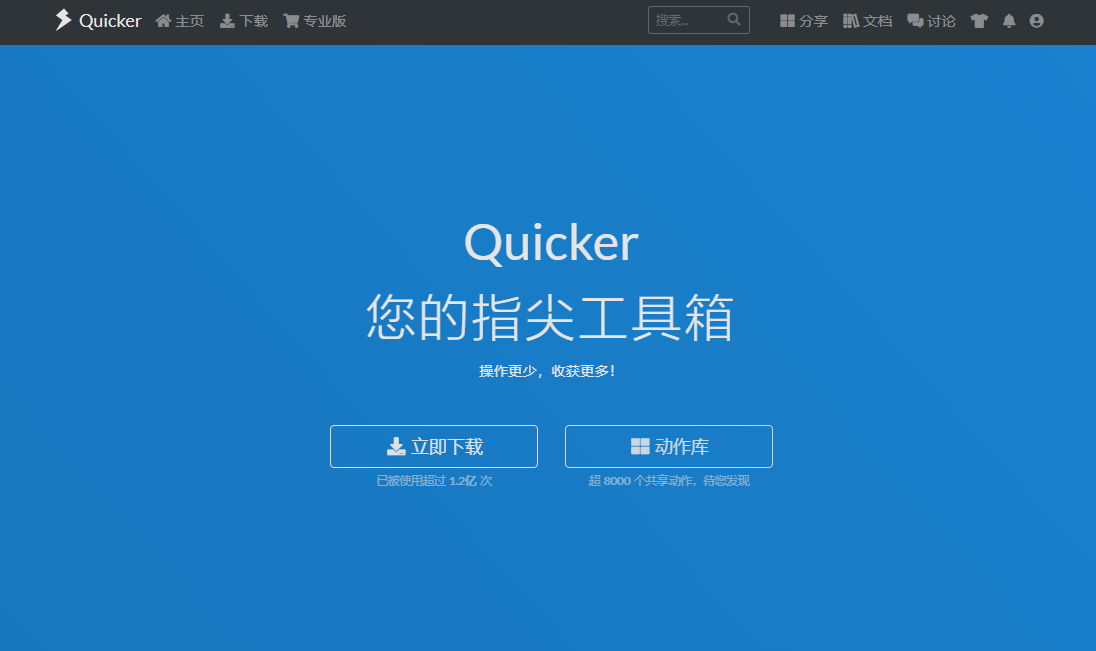 Quicker 主页 下载 专业版 搜索... 分享 文档 讨论
Quicker
您的指尖工具箱
操作更少，收获更多！
立即下载 动作库
已被使用超过 1.2亿 次 超 8000 个共享动作，待您发现